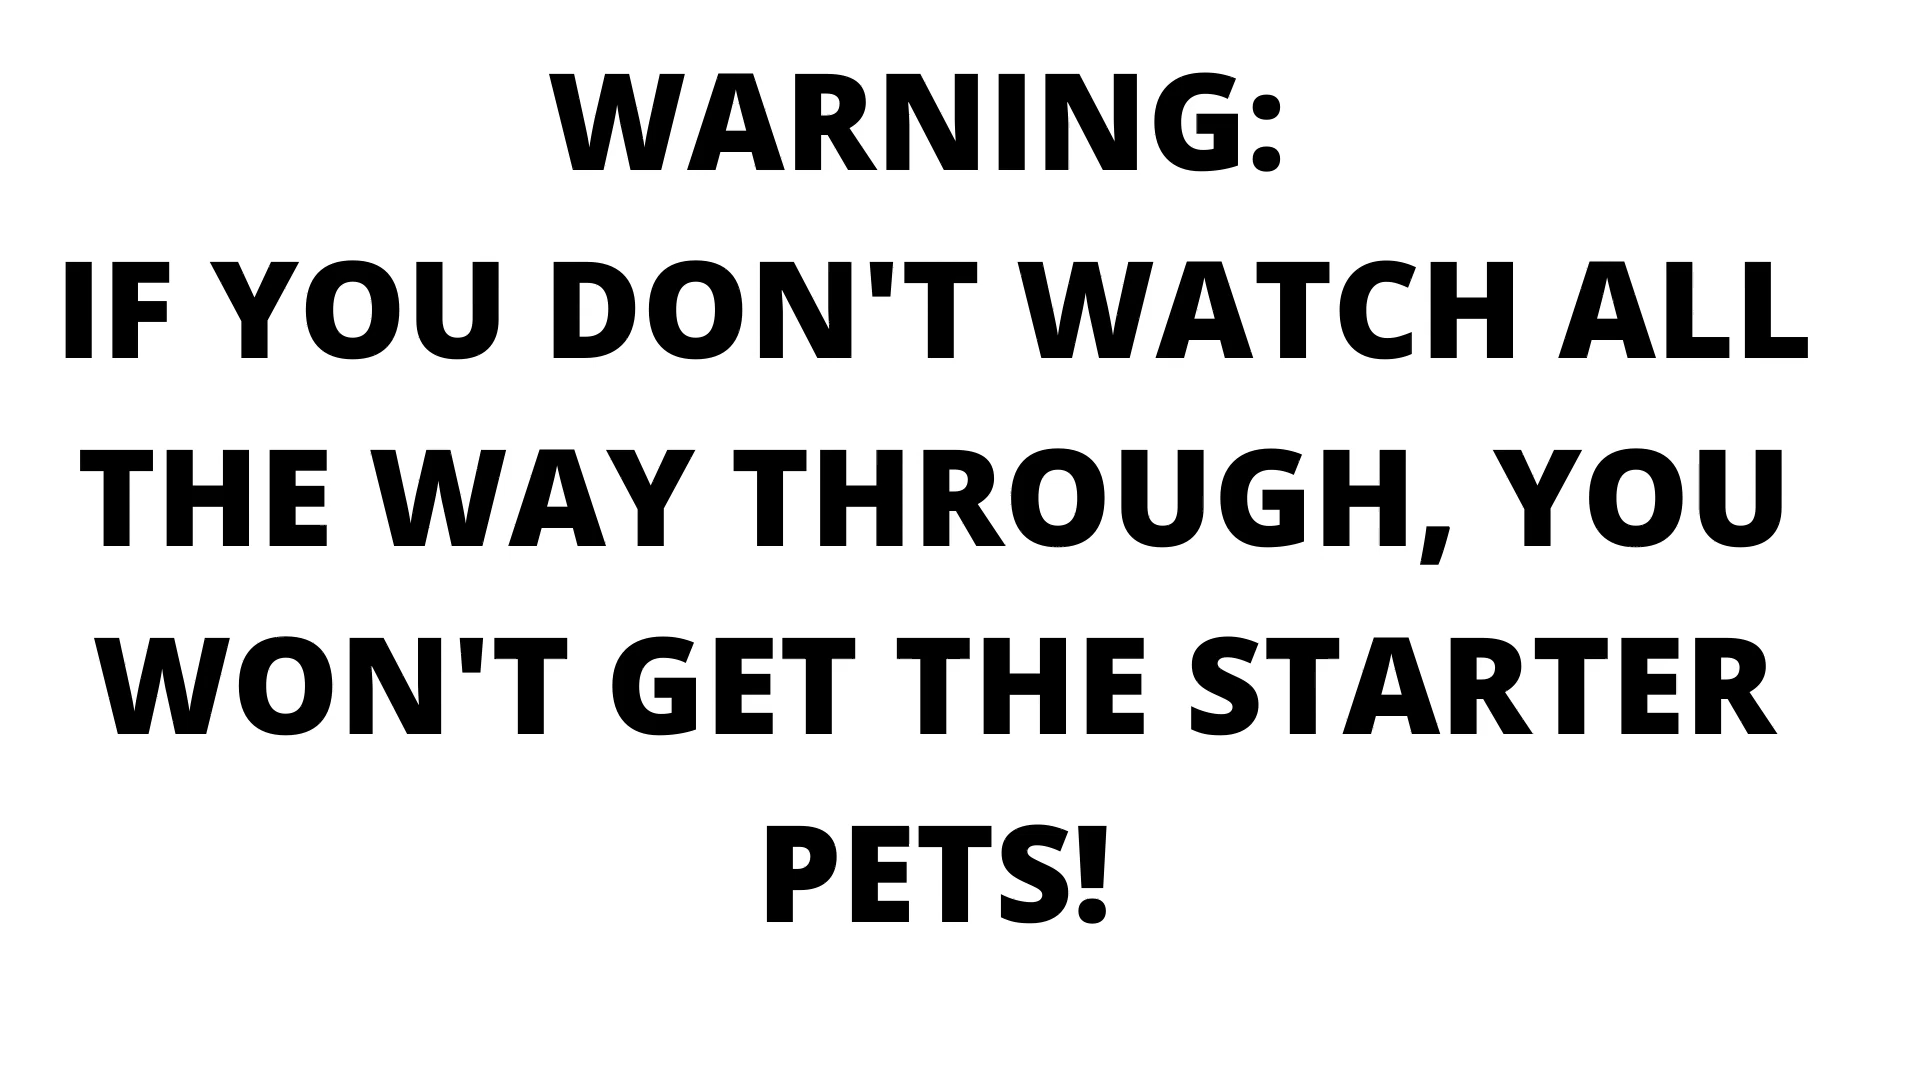 WARNING:
IF YOU DON'T WATCH ALL
THE WAY THROUGH, YOU
WON'T GET THE STARTER
PETS!